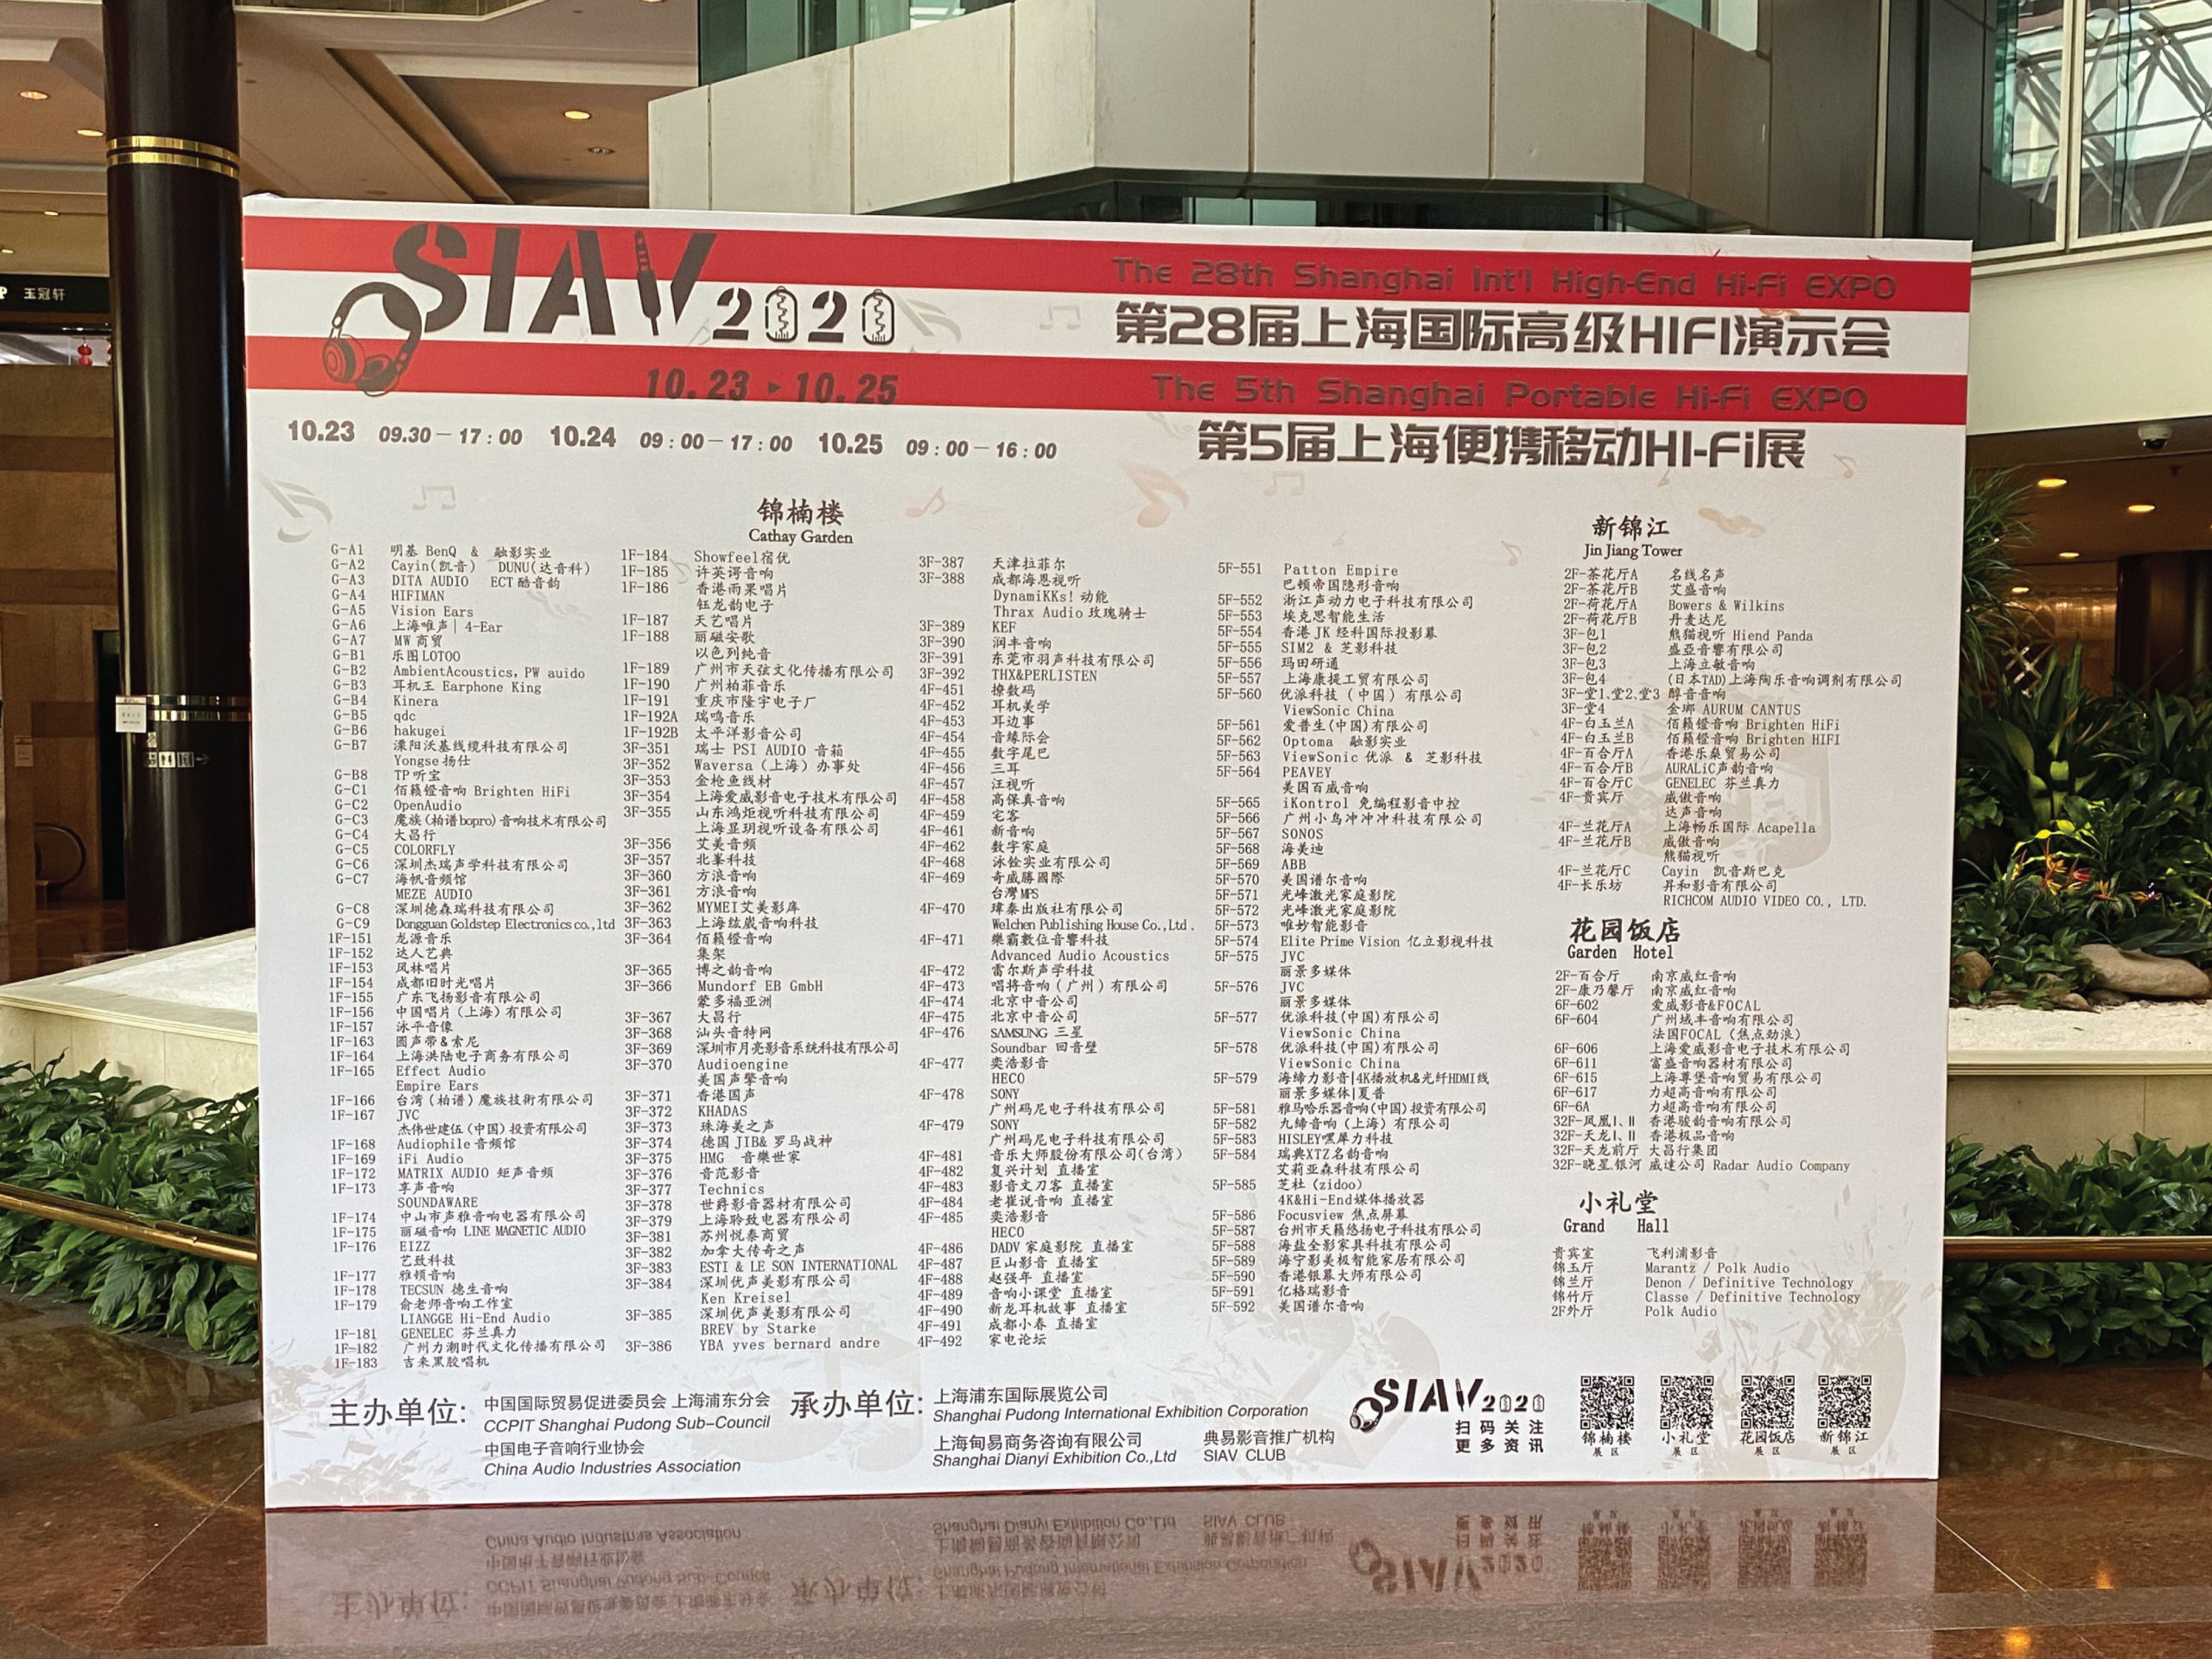 玉冠轩
SIAV 2020
10.23 ▸ 10.25
The 28th Shanghai Int'l High-End Hi-Fi EXPO
第28届上海国际高级HIFI演示会
The 5th Shanghai Portable Hi-Fi EXPO
第5届上海便携移动HI-Fi展
10.23 09.30－17：00 10.24 09：00－17：00 10.25 09：00－16：00
锦楠楼
Cathay Garden
G-A1 明基 BenQ & 融影实业
G-A2 Cayin(凯音) DUNU(达音科)
G-A3 DITA AUDIO ECT 酷音韵
G-A4 HIFIMAN
G-A5 Vision Ears
G-A6 上海唯声| 4-Ear
G-A7 MW 商贸
G-B1 乐图LOTOO
G-B2 AmbientAcoustics, PW auido
G-B3 耳机王 Earphone King
G-B4 Kinera
G-B5 qdc
G-B6 hakugei
G-B7 溧阳沃基线缆科技有限公司
Yongse 扬仕
G-B8 TP 听宝
G-C1 佰籁镫音响 Brighten HiFi
G-C2 OpenAudio
G-C3 魔族(柏谱bopro)音响技术有限公司
G-C4 大昌行
G-C5 COLORFLY
G-C6 深圳杰瑞声学科技有限公司
G-C7 海帆音频馆
MEZE AUDIO
G-C8 深圳德森瑞科技有限公司
G-C9 Dongguan Goldstep Electronics co.,ltd
1F-151 龙源音乐
1F-152 达人艺典
1F-153 风林唱片
1F-154 成都旧时光唱片
1F-155 广东飞扬影音有限公司
1F-156 中国唱片(上海)有限公司
1F-157 泳平音像
1F-163 圆声带&索尼
1F-164 上海洪陆电子商务有限公司
1F-165 Effect Audio
Empire Ears
1F-166 台湾(柏谱)魔族技術有限公司
1F-167 JVC
杰伟世建伍(中国)投资有限公司
1F-168 Audiophile 音频馆
1F-169 iFi Audio
1F-172 MATRIX AUDIO 矩声音频
1F-173 享声音响
SOUNDAWARE
1F-174 中山市声雅音响电器有限公司
1F-175 丽磁音响 LINE MAGNETIC AUDIO
1F-176 EIZZ
艺致科技
1F-177 雅顿音响
1F-178 TECSUN 德生音响
1F-179 俞老师音响工作室
LIANGGE Hi-End Audio
1F-181 GENELEC 芬兰真力
1F-182 广州力潮时代文化传播有限公司
1F-183 吉来黑胶唱机
1F-184 Showfeel宿优
1F-185 许英谔音响
1F-186 香港雨果唱片
钰龙韵电子
1F-187 天艺唱片
1F-188 丽磁安歌
以色列纯音
1F-189 广州市天弦文化传播有限公司
1F-190 广州柏菲音乐
1F-191 重庆市隆宇电子厂
1F-192A 瑞鸣音乐
1F-192B 太平洋影音公司
3F-351 瑞士 PSI AUDIO 音箱
3F-352 Waversa (上海) 办事处
3F-353 金枪鱼线材
3F-354 上海爱威影音电子技术有限公司
3F-355 山东鸿炬视听科技有限公司
上海显玥视听设备有限公司
3F-356 艾美音频
3F-357 北峯科技
3F-360 方浪音响
3F-361 方浪音响
3F-362 MYMEI艾美影库
3F-363 上海纮崴音响科技
3F-364 佰籁镫音响
集架
3F-365 博之韵音响
3F-366 Mundorf EB GmbH
蒙多福亚洲
3F-367 大昌行
3F-368 汕头音特网
3F-369 深圳市月亮影音系统科技有限公司
3F-370 Audioengine
美国声擎音响
3F-371 香港国声
3F-372 KHADAS
3F-373 珠海美之声
3F-374 德国 JIB& 罗马战神
3F-375 HMG 音樂世家
3F-376 音范影音
3F-377 Technics
3F-378 世爵影音器材有限公司
3F-379 上海聆致电器有限公司
3F-381 苏州悦泰商贸
3F-382 加拿大传奇之声
3F-383 ESTI & LE SON INTERNATIONAL
3F-384 深圳优声美影有限公司
Ken Kreisel
3F-385 深圳优声美影有限公司
BREV by Starke
3F-386 YBA yves bernard andre
3F-387 天津拉菲尔
3F-388 成都海恩视听
DynamiKKs! 动能
Thrax Audio 玫瑰骑士
3F-389 KEF
3F-390 润丰音响
3F-391 东莞市羽声科技有限公司
3F-392 THX&PERLISTEN
4F-451 撩数码
4F-452 耳机美学
4F-453 耳边事
4F-454 音缘际会
4F-455 数字尾巴
4F-456 三耳
4F-457 汪视听
4F-458 高保真音响
4F-459 宅客
4F-461 新音响
4F-462 数字家庭
4F-468 泳铨实业有限公司
4F-469 奇威勝國際
台灣MPS
4F-470 瑋秦出版社有限公司
Welchen Publishing House Co., Ltd.
4F-471 樂霸數位音響科技
Advanced Audio Acoustics
4F-472 雷尔斯声学科技
4F-473 唱将音响(广州)有限公司
4F-474 北京中音公司
4F-475 北京中音公司
4F-476 SAMSUNG 三星
Soundbar 回音壁
4F-477 奕浩影音
HECO
4F-478 SONY
广州码尼电子科技有限公司
4F-479 SONY
广州码尼电子科技有限公司
4F-481 音乐大师股份有限公司(台湾)
4F-482 复兴计划 直播室
4F-483 影音文刀客 直播室
4F-484 老崔说音响 直播室
4F-485 奕浩影音
HECO
4F-486 DADV 家庭影院 直播室
4F-487 巨山影音 直播室
4F-488 赵强年 直播室
4F-489 音响小课堂 直播室
4F-490 新龙耳机故事 直播室
4F-491 成都小春 直播室
4F-492 家电论坛
5F-551 Patton Empire
巴顿帝国隐形音响
5F-552 浙江声动力电子科技有限公司
5F-553 埃克思智能生活
5F-554 香港 JK 经科国际投影幕
5F-555 SIM2 & 芝影科技
5F-556 玛田研通
5F-557 上海康提工贸有限公司
5F-560 优派科技 (中国) 有限公司
ViewSonic China
5F-561 爱普生(中国)有限公司
5F-562 Optoma 融影实业
5F-563 ViewSonic 优派 & 芝影科技
5F-564 PEAVEY
美国百威音响
5F-565 iKontrol 免编程影音中控
5F-566 广州小鸟冲冲冲科技有限公司
5F-567 SONOS
5F-568 海美迪
5F-569 ABB
5F-570 美国谱尔音响
5F-571 光峰激光家庭影院
5F-572 光峰激光家庭影院
5F-573 唯妙智能影音
5F-574 Elite Prime Vision 亿立影视科技
5F-575 JVC
丽景多媒体
5F-576 JVC
丽景多媒体
5F-577 优派科技(中国)有限公司
ViewSonic China
5F-578 优派科技(中国)有限公司
ViewSonic China
5F-579 海缔力影音|4K播放机&光纤HDMI线
丽景多媒体|夏普
5F-581 雅马哈乐器音响(中国)投资有限公司
5F-582 九缔音响(上海)有限公司
5F-583 HISLEY嘿犀力科技
5F-584 瑞典XTZ名韵音响
艾莉亚森科技有限公司
5F-585 芝杜 (zidoo)
4K&Hi-End媒体播放器
5F-586 Focusview 焦点屏幕
5F-587 台州市天籁悠扬电子科技有限公司
5F-588 海盐全影家具科技有限公司
5F-589 海宁影美极智能家居有限公司
5F-590 香港银幕大师有限公司
5F-591 亿格瑞影音
5F-592 美国谱尔音响
新锦江
Jin Jiang Tower
2F-茶花厅A 名线名声
2F-茶花厅B 艾盛音响
2F-荷花厅A Bowers & Wilkins
2F-荷花厅B 丹麦达尼
3F-包1 熊猫视听 Hiend Panda
3F-包2 盛亞音響有限公司
3F-包3 上海立敏音响
3F-包4 (日本TAD)上海陶乐音响调剂有限公司
3F-堂1、堂2、堂3 醇音音响
3F-堂4 金瑯 AURUM CANTUS
4F-白玉兰A 佰籁镫音响 Brighten HiFi
4F-白玉兰B 佰籁镫音响 Brighten HIFI
4F-百合厅A 香港乐燊贸易公司
4F-百合厅B AURALiC声韵音响
4F-百合厅C GENELEC 芬兰真力
4F-贵宾厅 威傲音响
达声音响
4F-兰花厅A 上海畅乐国际 Acapella
4F-兰花厅B 威傲音响
熊猫视听
4F-兰花厅C Cayin 凯音斯巴克
4F-长乐坊 昇和影音有限公司
RICHCOM AUDIO VIDEO CO., LTD.
花园饭店
Garden Hotel
2F-百合厅 南京威红音响
2F-康乃馨厅 南京威红音响
6F-602 爱威影音&FOCAL
6F-604 广州域丰音响有限公司
法国FOCAL (焦点劲浪)
6F-606 上海爱威影音电子技术有限公司
6F-611 富盛音响器材有限公司
6F-615 上海尊堡音响贸易有限公司
6F-617 力超高音响有限公司
6F-6A 力超高音响有限公司
32F-凤凰Ⅰ、Ⅱ 香港骏韵音响有限公司
32F-天龙Ⅰ、Ⅱ 香港极品音响
32F-天龙前厅 大昌行集团
32F-晓星,银河 威達公司 Radar Audio Company
小礼堂
Grand Hall
贵宾室 飞利浦影音
锦玉厅 Marantz / Polk Audio
锦兰厅 Denon / Definitive Technology
锦竹厅 Classe / Definitive Technology
2F外厅 Polk Audio
主办单位:
中国国际贸易促进委员会 上海浦东分会
CCPIT Shanghai Pudong Sub-Council
中国电子音响行业协会
China Audio Industries Association
承办单位:
上海浦东国际展览公司
Shanghai Pudong International Exhibition Corporation
上海甸易商务咨询有限公司
Shanghai Dianyi Exhibition Co.,Ltd
典易影音推广机构
SIAV CLUB
SIAV 2020
扫码关注
更多资讯
锦楠楼 展区
小礼堂 展区
花园饭店 展区
新锦江 展区